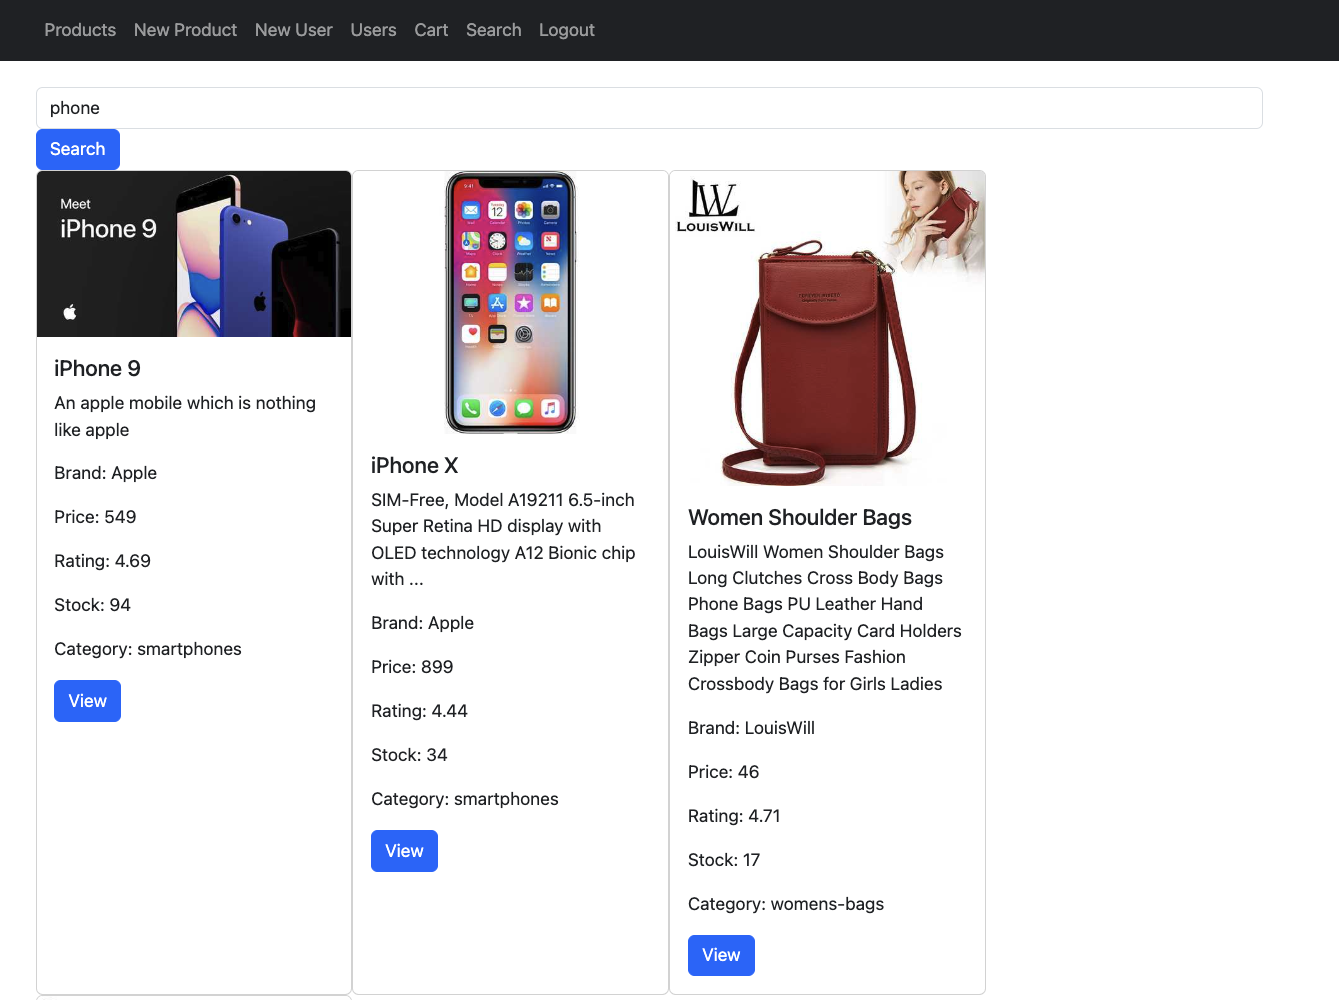 Products New Product New User Users Cart Search Logout
phone
Search
Meet
iPhone 9
iPhone 9
An apple mobile which is nothing
like apple
Brand: Apple
Price: 549
Rating: 4.69
Stock: 94
Category: smartphones
View
9:41
12
iPhone X
SIM-Free, Model A19211 6.5-inch
Super Retina HD display with
OLED technology A12 Bionic chip
with ...
Brand: Apple
Price: 899
Rating: 4.44
Stock: 34
Category: smartphones
View
LW
LOUISWILL
Women Shoulder Bags
LouisWill Women Shoulder Bags
Long Clutches Cross Body Bags
Phone Bags PU Leather Hand
Bags Large Capacity Card Holders
Zipper Coin Purses Fashion
Crossbody Bags for Girls Ladies
Brand: LouisWill
Price: 46
Rating: 4.71
Stock: 17
Category: womens-bags
View